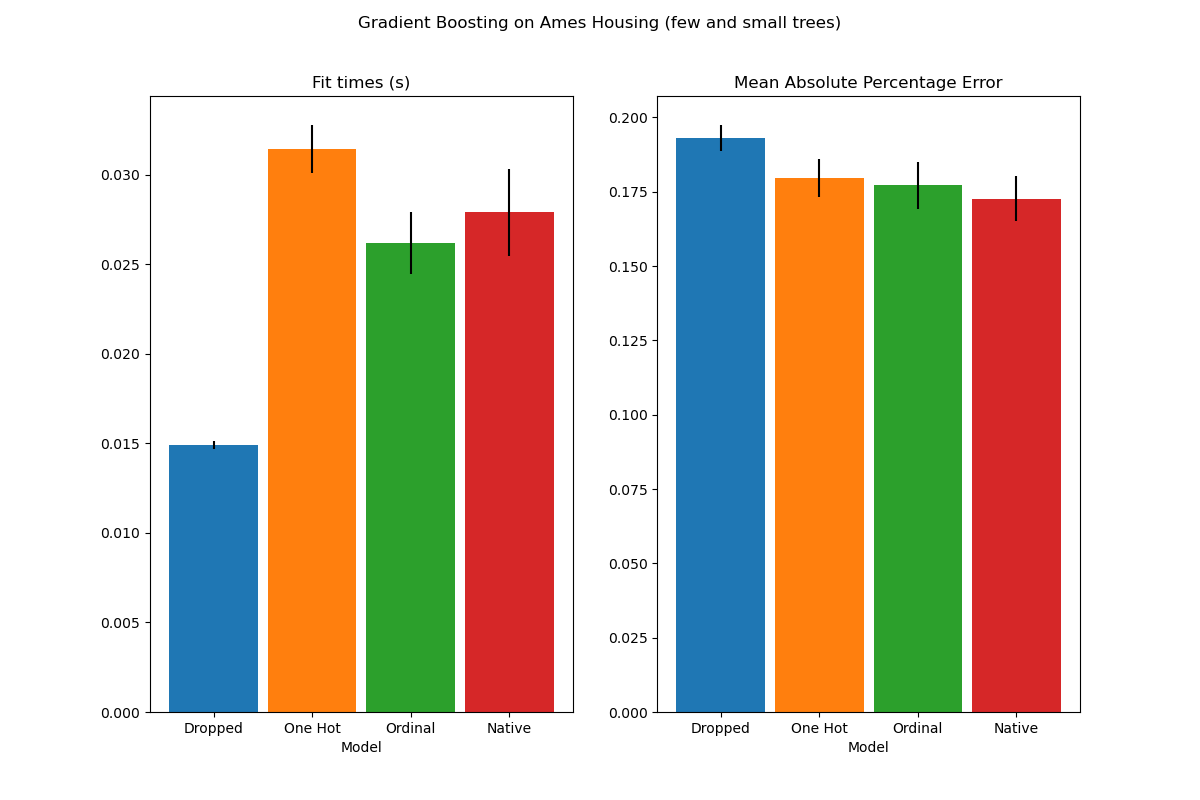 Gradient Boosting on Ames Housing (few and small trees)
Fit times (s)
0.030
0.025
0.020
0.015
0.010
0.005
0.000
Dropped One Hot Ordinal Native
Model
Mean Absolute Percentage Error
0.200
0.175
0.150
0.125
0.100
0.075
0.050
0.025
0.000
Dropped One Hot Ordinal Native
Model